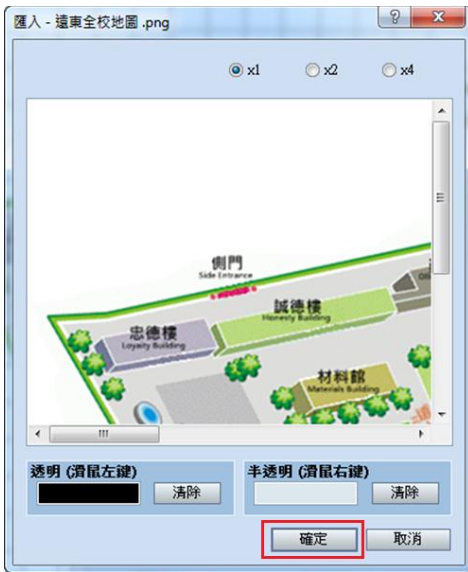 匯入 - 遠東全校地圖 .png
x1 x2 x4
側門
Side Entrance
誠德樓
Honesty Building
忠德樓
Loyalty Building
材料館
Materials Building
透明 (滑鼠左鍵)
半透明 (滑鼠右鍵)
清除
清除
確定
取消